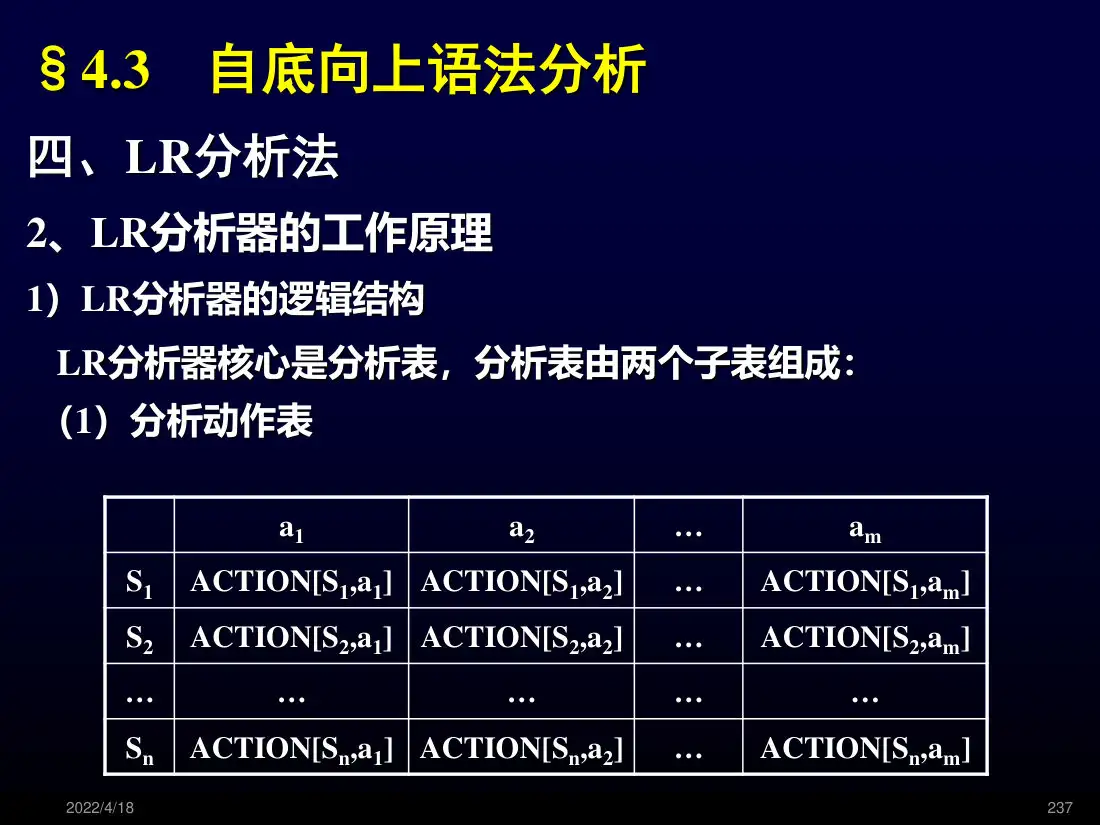 §4.3 自底向上语法分析
四、LR分析法
2、LR分析器的工作原理
1）LR分析器的逻辑结构
LR分析器核心是分析表，分析表由两个子表组成：
（1）分析动作表
a1 a2 … am
S1 ACTION[S1,a1] ACTION[S1,a2] … ACTION[S1,am]
S2 ACTION[S2,a1] ACTION[S2,a2] … ACTION[S2,am]
… … … … …
Sn ACTION[Sn,a1] ACTION[Sn,a2] … ACTION[Sn,am]
2022/4/18 237